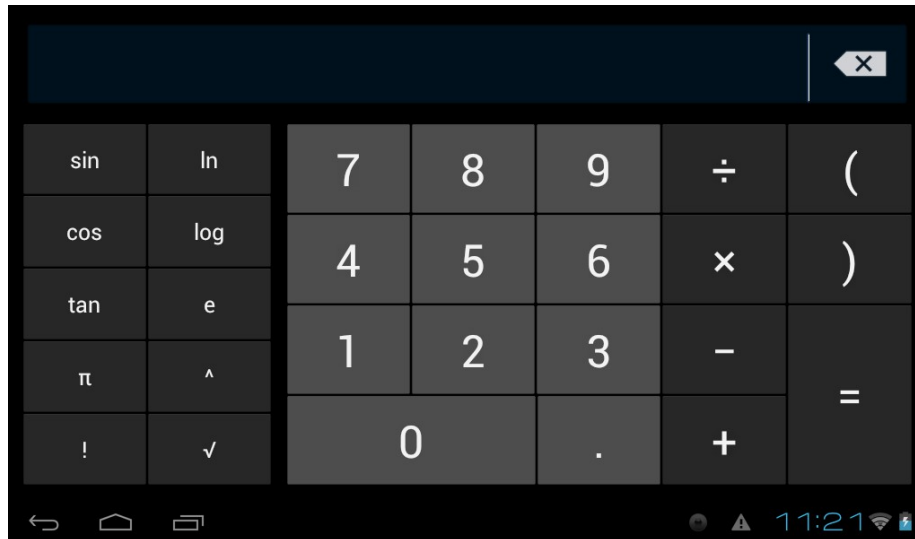 sin ln 7 8 9 ÷ (
cos log 4 5 6 × )
tan e 1 2 3 − =
π ^ 0 . +
! √
11:21